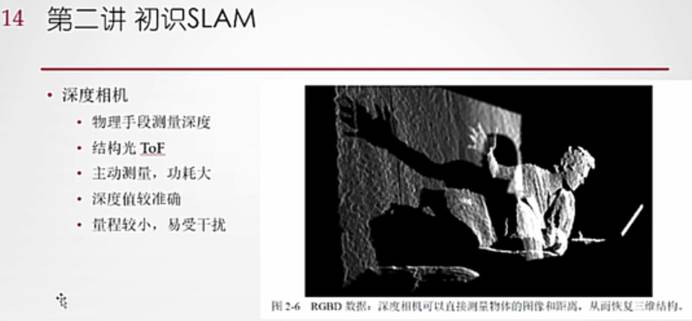 14
第二讲 初识SLAM
• 深度相机
• 物理手段测量深度
• 结构光 ToF
• 主动测量，功耗大
• 深度值较准确
• 量程较小，易受干扰
图 2-6 RGBD 数据：深度相机可以直接测量物体的图像和距离，从而恢复三维结构。